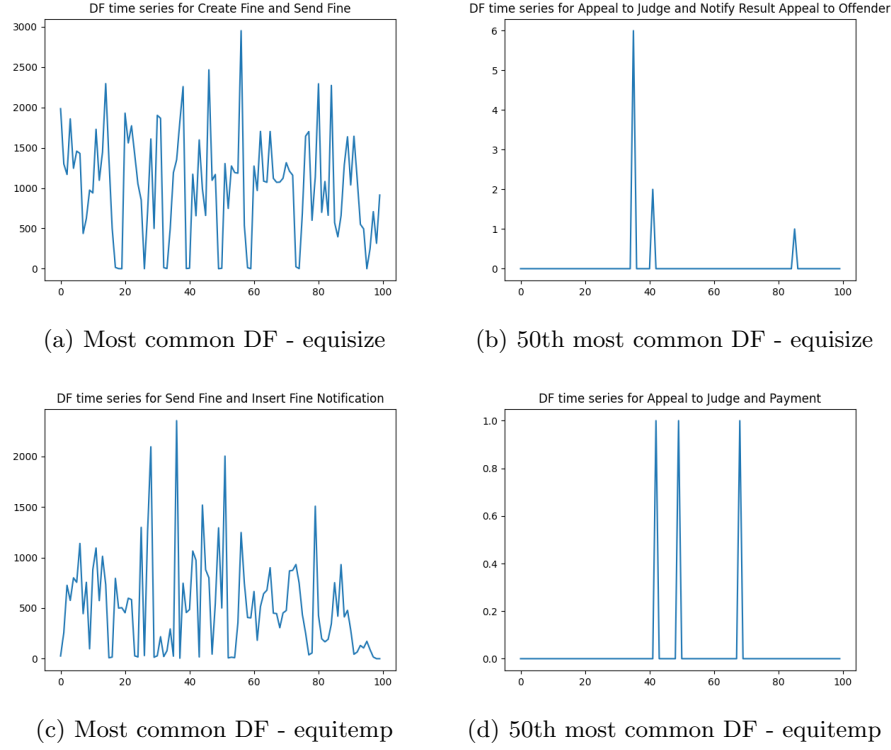 DF time series for Create Fine and Send Fine
3000
2500
2000
1500
1000
500
0
0 20 40 60 80 100
(a) Most common DF - equisize
DF time series for Appeal to Judge and Notify Result Appeal to Offender
6
5
4
3
2
1
0
0 20 40 60 80 100
(b) 50th most common DF - equisize
DF time series for Send Fine and Insert Fine Notification
2000
1500
1000
500
0
0 20 40 60 80 100
(c) Most common DF - equitemp
DF time series for Appeal to Judge and Payment
1.0
0.8
0.6
0.4
0.2
0.0
0 20 40 60 80 100
(d) 50th most common DF - equitemp